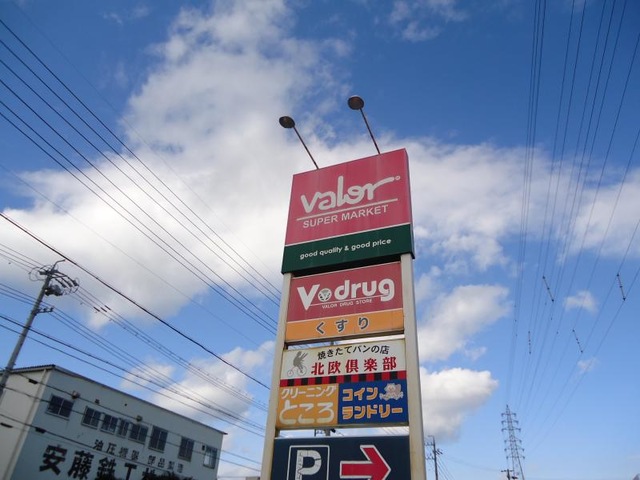 valor
SUPER MARKET
good quality & good price
V drug
VALOR DRUG STORE
くすり
焼きたてパンの店
北欧倶楽部
クリーニング
ところ
コイン
ランドリー
P
安藤鉄工